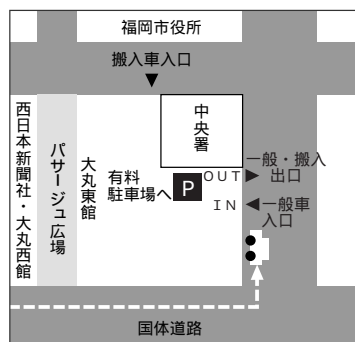 福岡市役所
搬入車入口
▼
中央署
西日本新聞社・大丸西館
パサージュ広場
大丸東館
有料
駐車場へ
P
一般・搬入
OUT▶出口
IN◀一般車
入口
国体道路